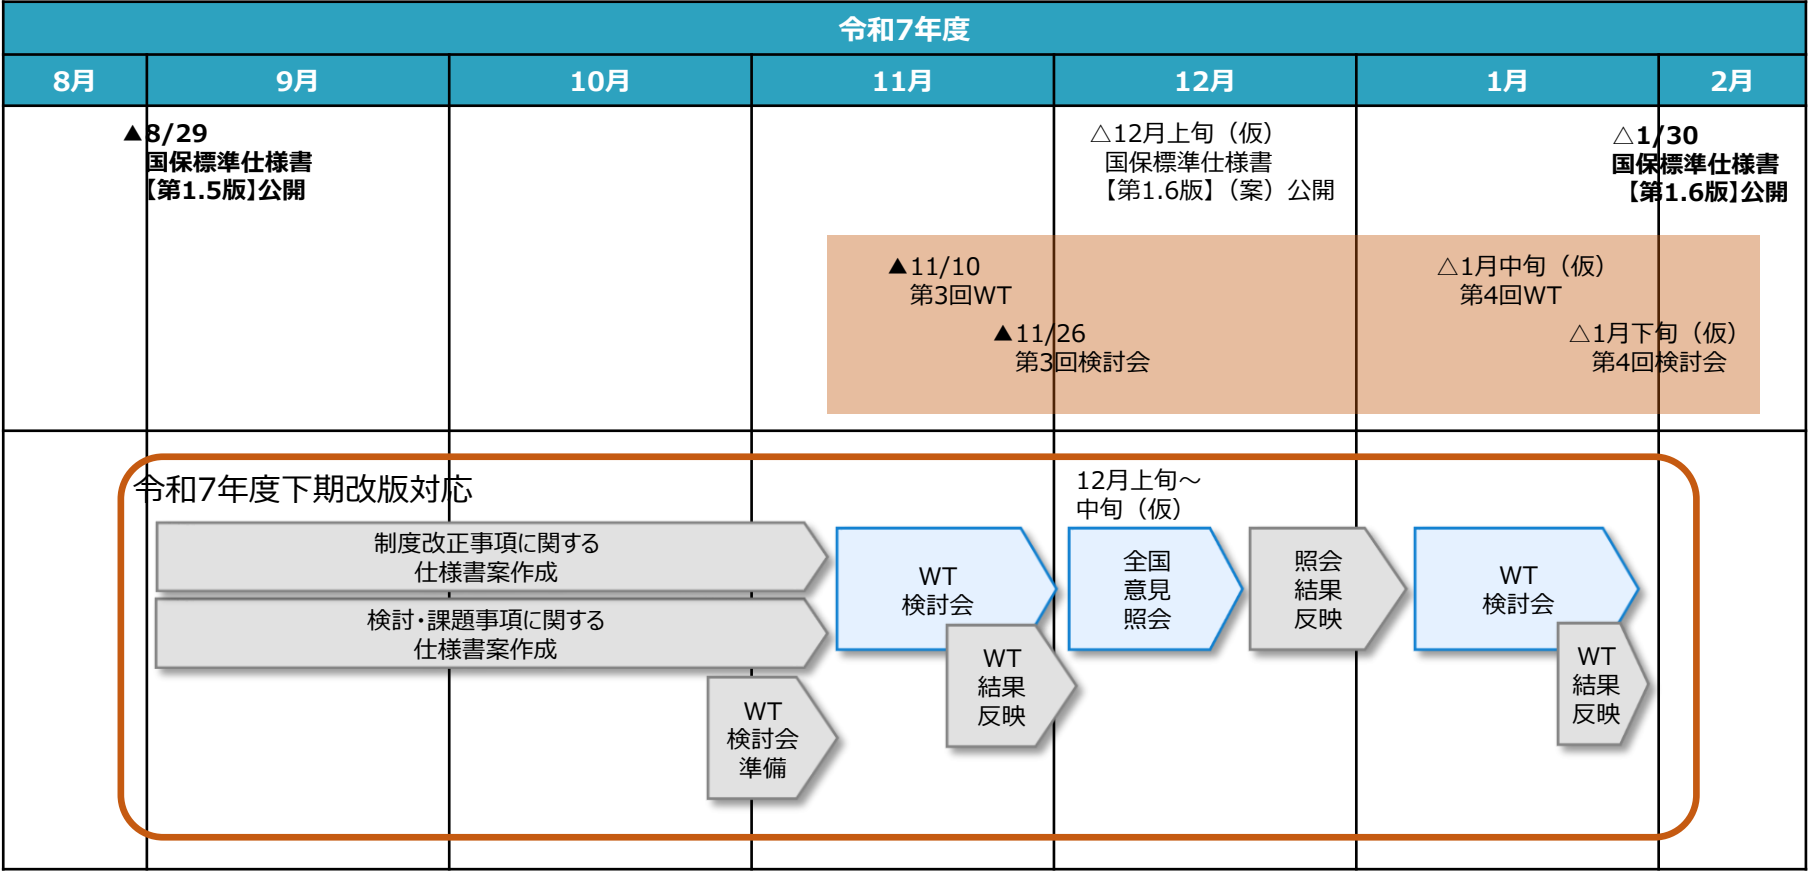 令和7年度
8月
9月
10月
11月
12月
1月
2月
▲8/29
国保標準仕様書
【第1.5版】公開
△12月上旬（仮）
国保標準仕様書
【第1.6版】（案）公開
△1/30
国保標準仕様書
【第1.6版】公開
▲11/10
第3回WT
▲11/26
第3回検討会
△1月中旬（仮）
第4回WT
△1月下旬（仮）
第4回検討会
令和7年度下期改版対応
制度改正事項に関する
仕様書案作成
検討・課題事項に関する
仕様書案作成
WT
検討会
準備
WT
検討会
WT
結果
反映
12月上旬～
中旬（仮）
全国
意見
照会
照会
結果
反映
WT
検討会
WT
結果
反映